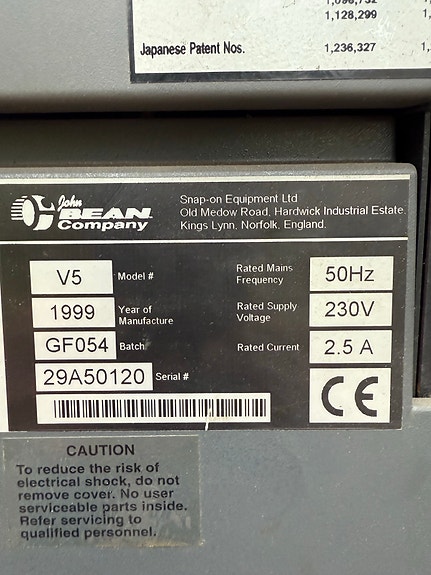 1,128,299
Japanese Patent Nos. 1,236,327
John
BEAN
Company
Snap-on Equipment Ltd
Old Medow Road, Hardwick Industrial Estate
Kings Lynn, Norfolk, England.
V5 Model #
Rated Mains Frequency 50Hz
1999 Year of Manufacture
Rated Supply Voltage 230V
GF054 Batch
Rated Current 2.5 A
29A50120 Serial #
CE
CAUTION
To reduce the risk of
electrical shock, do not
remove cover. No user
serviceable parts inside.
Refer servicing to
qualified personnel.